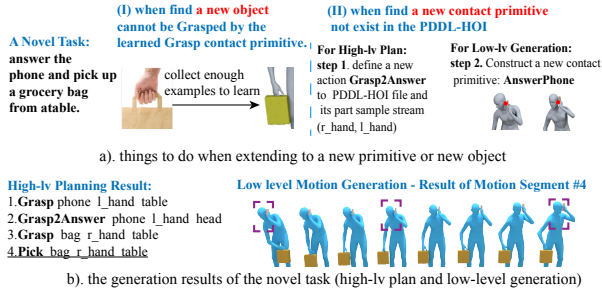 A Novel Task:
answer the
phone and pick up
a grocery bag
from atable.
(I) when find a new object
cannot be Grasped by the
learned Grasp contact primitive.
collect enough
examples to learn
(II) when find a new contact primitive
not exist in the PDDL-HOI
For High-lv Plan:
step 1. define a new
action Grasp2Answer
to PDDL-HOI file and
its part sample stream
(r_hand, l_hand)
For Low-lv Generation:
step 2. Construct a new contact
primitive: AnswerPhone
a). things to do when extending to a new primitive or new object
High-lv Planning Result:
1.Grasp phone l_hand table
2.Grasp2Answer phone l_hand head
3.Grasp bag r_hand table
4.Pick bag r_hand table
Low level Motion Generation - Result of Motion Segment #4
b). the generation results of the novel task (high-lv plan and low-level generation)